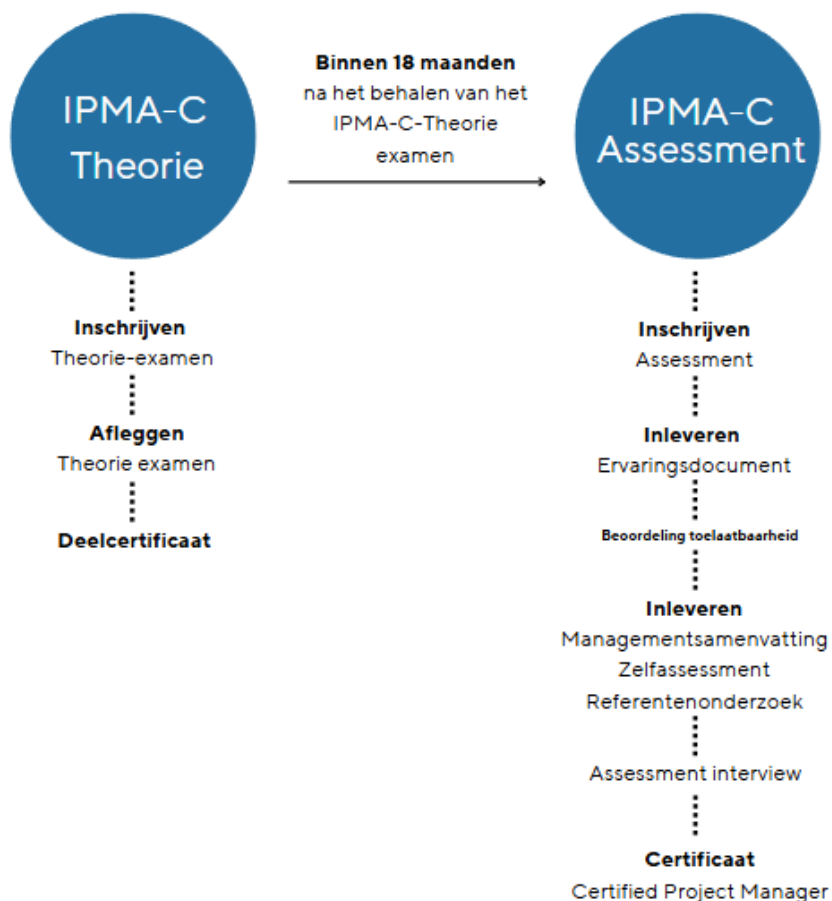 IPMA-C
Theorie
Binnen 18 maanden
na het behalen van het
IPMA-C-Theorie
examen
IPMA-C
Assessment
Inschrijven
Theorie-examen
Afleggen
Theorie examen
Deelcertificaat
Inschrijven
Assessment
Inleveren
Ervaringsdocument
Beoordeling toelaatbaarheid
Inleveren
Managementsamenvatting
Zelfassessment
Referentenonderzoek
Assessment interview
Certificaat
Certified Project Manager